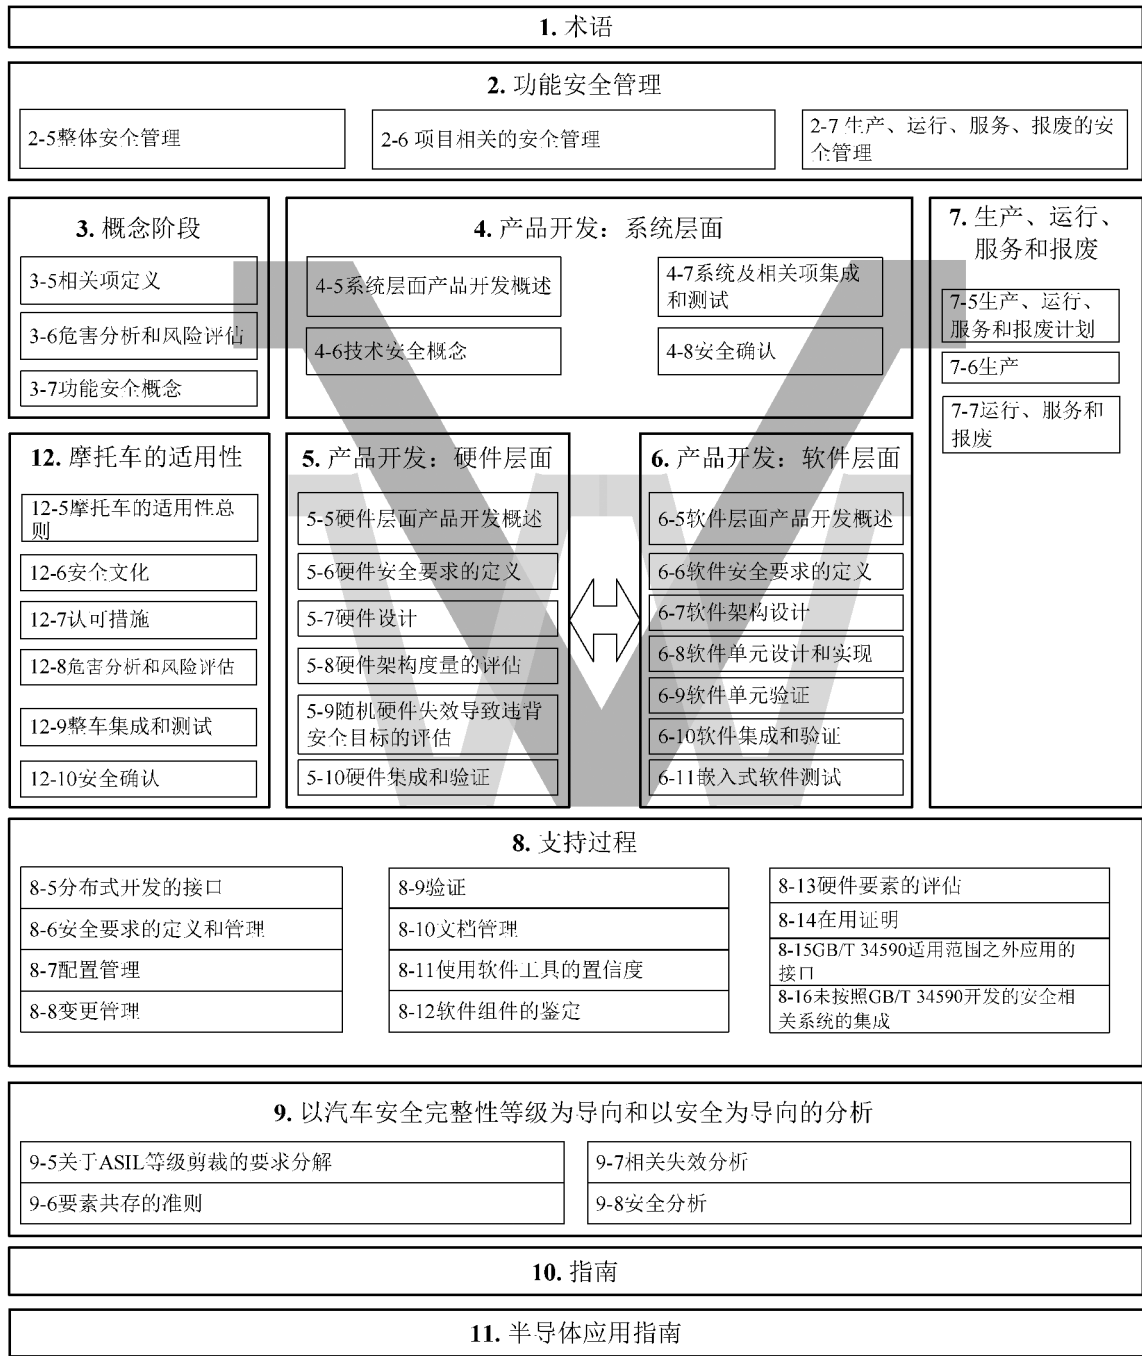 1. 术语
2. 功能安全管理
2-5整体安全管理
2-6 项目相关的安全管理
2-7 生产、运行、服务、报废的安
全管理
3. 概念阶段
3-5相关项定义
3-6危害分析和风险评估
3-7功能安全概念
4. 产品开发：系统层面
4-5系统层面产品开发概述
4-6技术安全概念
4-7系统及相关项集成
和测试
4-8安全确认
7. 生产、运行、
服务和报废
7-5生产、运行、
服务和报废计划
7-6生产
7-7运行、服务和
报废
12. 摩托车的适用性
12-5摩托车的适用性总
则
12-6安全文化
12-7认可措施
12-8危害分析和风险评估
12-9整车集成和测试
12-10安全确认
5. 产品开发：硬件层面
5-5硬件层面产品开发概述
5-6硬件安全要求的定义
5-7硬件设计
5-8硬件架构度量的评估
5-9随机硬件失效导致违背
安全目标的评估
5-10硬件集成和验证
6. 产品开发：软件层面
6-5软件层面产品开发概述
6-6软件安全要求的定义
6-7软件架构设计
6-8软件单元设计和实现
6-9软件单元验证
6-10软件集成和验证
6-11嵌入式软件测试
8. 支持过程
8-5分布式开发的接口
8-6安全要求的定义和管理
8-7配置管理
8-8变更管理
8-9验证
8-10文档管理
8-11使用软件工具的置信度
8-12软件组件的鉴定
8-13硬件要素的评估
8-14在用证明
8-15GB/T 34590适用范围之外应用的
接口
8-16未按照GB/T 34590开发的安全相
关系统的集成
9. 以汽车安全完整性等级为导向和以安全为导向的分析
9-5关于ASIL等级剪裁的要求分解
9-6要素共存的准则
9-7相关失效分析
9-8安全分析
10. 指南
11. 半导体应用指南